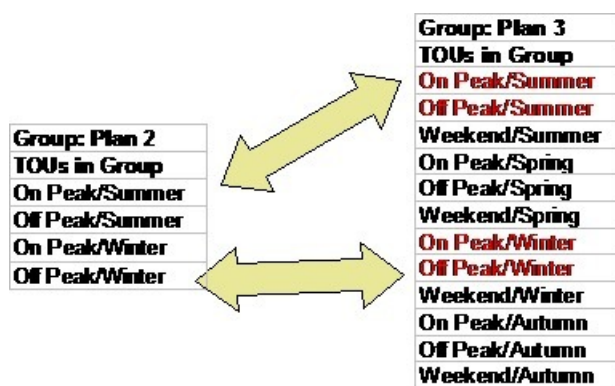 Group: Plan 2
TOUs in Group
On Peak/Summer
Off Peak/Summer
On Peak/Winter
Off Peak/Winter
Group: Plan 3
TOUs in Group
On Peak/Summer
Off Peak/Summer
Weekend/Summer
On Peak/Spring
Off Peak/Spring
Weekend/Spring
On Peak/Winter
Off Peak/Winter
Weekend/Winter
On Peak/Autumn
Off Peak/Autumn
Weekend/Autumn